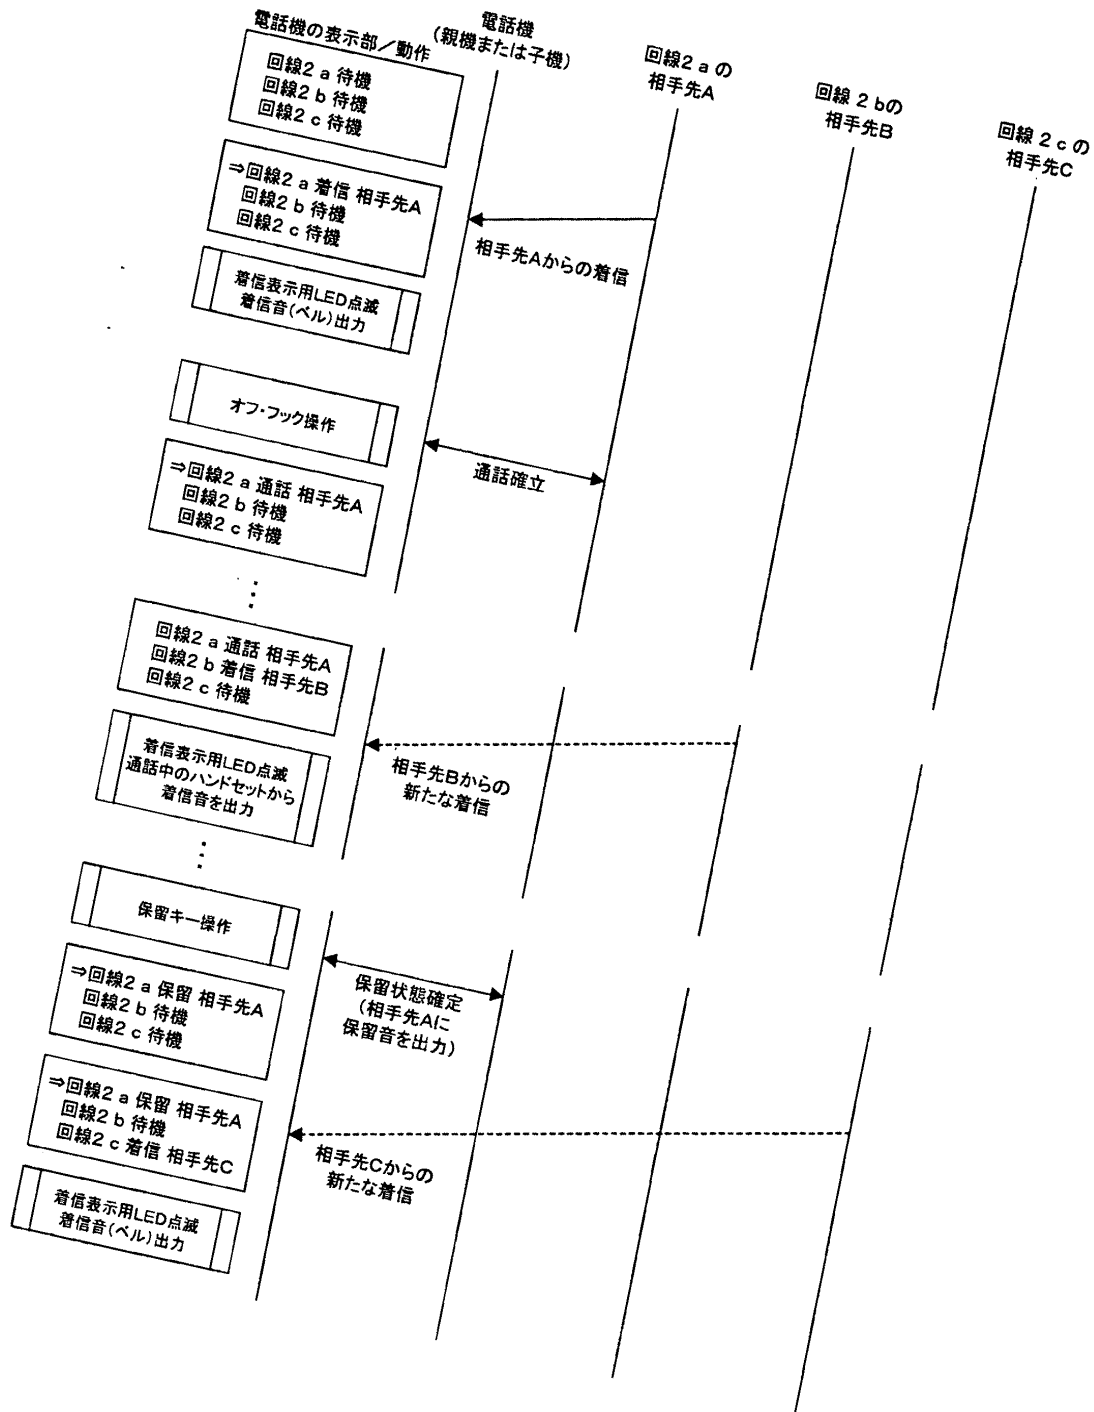 電話機の表示部/動作
電話機
(親機または子機)
回線2aの
相手先A
回線2bの
相手先B
回線2cの
相手先C
回線2a 待機
回線2b 待機
回線2c 待機
⇒回線2a 着信 相手先A
回線2b 待機
回線2c 待機
相手先Aからの着信
着信表示用LED点滅
着信音(ベル)出力
オフ・フック操作
通話確立
⇒回線2a 通話 相手先A
回線2b 待機
回線2c 待機
回線2a 通話 相手先A
回線2b 着信 相手先B
回線2c 待機
相手先Bからの
新たな着信
着信表示用LED点滅
通話中のハンドセットから
着信音を出力
保留キー操作
保留状態確定
(相手先Aに
保留音を出力)
⇒回線2a 保留 相手先A
回線2b 待機
回線2c 待機
⇒回線2a 保留 相手先A
回線2b 待機
回線2c 着信 相手先C
相手先Cからの
新たな着信
着信表示用LED点滅
着信音(ベル)出力